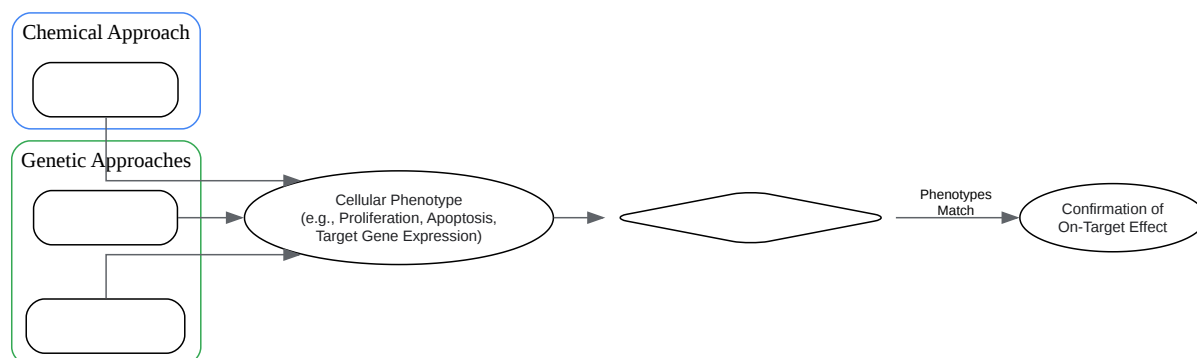 Chemical Approach
Genetic Approaches
Cellular Phenotype
(e.g., Proliferation, Apoptosis,
Target Gene Expression)
Phenotypes
Match
Confirmation of
On-Target Effect